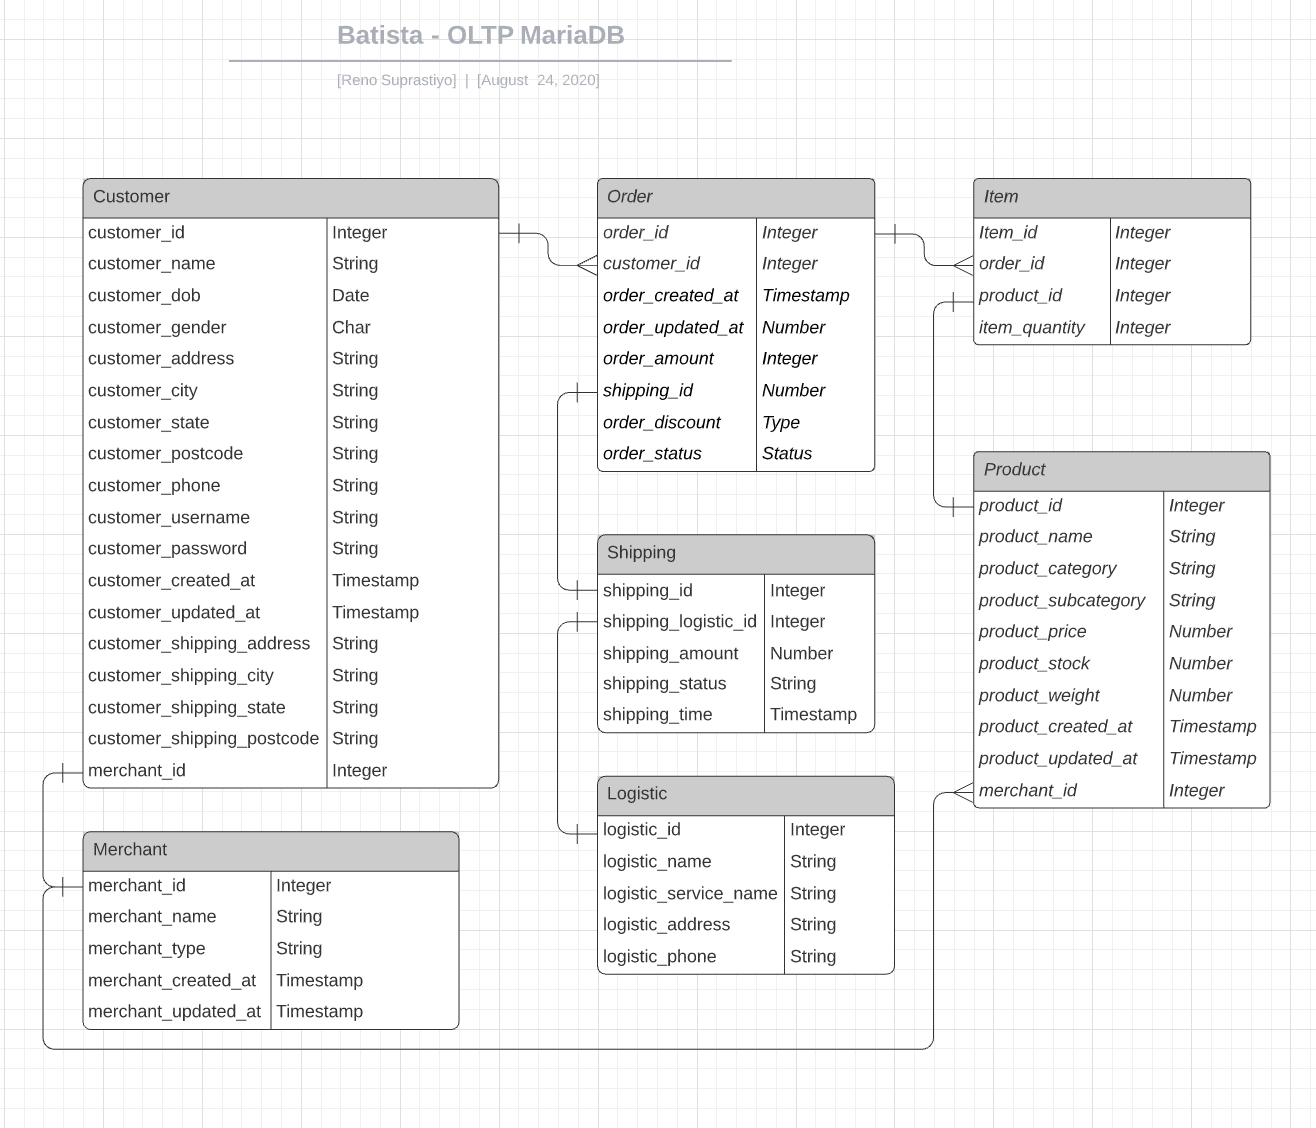 Batista - OLTP MariaDB
[Reno Suprastiyo] | [August 24, 2020]
Customer
customer_id Integer
customer_name String
customer_dob Date
customer_gender Char
customer_address String
customer_city String
customer_state String
customer_postcode String
customer_phone String
customer_username String
customer_password String
customer_created_at Timestamp
customer_updated_at Timestamp
customer_shipping_address String
customer_shipping_city String
customer_shipping_state String
customer_shipping_postcode String
merchant_id Integer
Merchant
merchant_id Integer
merchant_name String
merchant_type String
merchant_created_at Timestamp
merchant_updated_at Timestamp
Order
order_id Integer
customer_id Integer
order_created_at Timestamp
order_updated_at Number
order_amount Integer
shipping_id Number
order_discount Type
order_status Status
Shipping
shipping_id Integer
shipping_logistic_id Integer
shipping_amount Number
shipping_status String
shipping_time Timestamp
Logistic
logistic_id Integer
logistic_name String
logistic_service_name String
logistic_address String
logistic_phone String
Item
Item_id Integer
order_id Integer
product_id Integer
item_quantity Integer
Product
product_id Integer
product_name String
product_category String
product_subcategory String
product_price Number
product_stock Number
product_weight Number
product_created_at Timestamp
product_updated_at Timestamp
merchant_id Integer